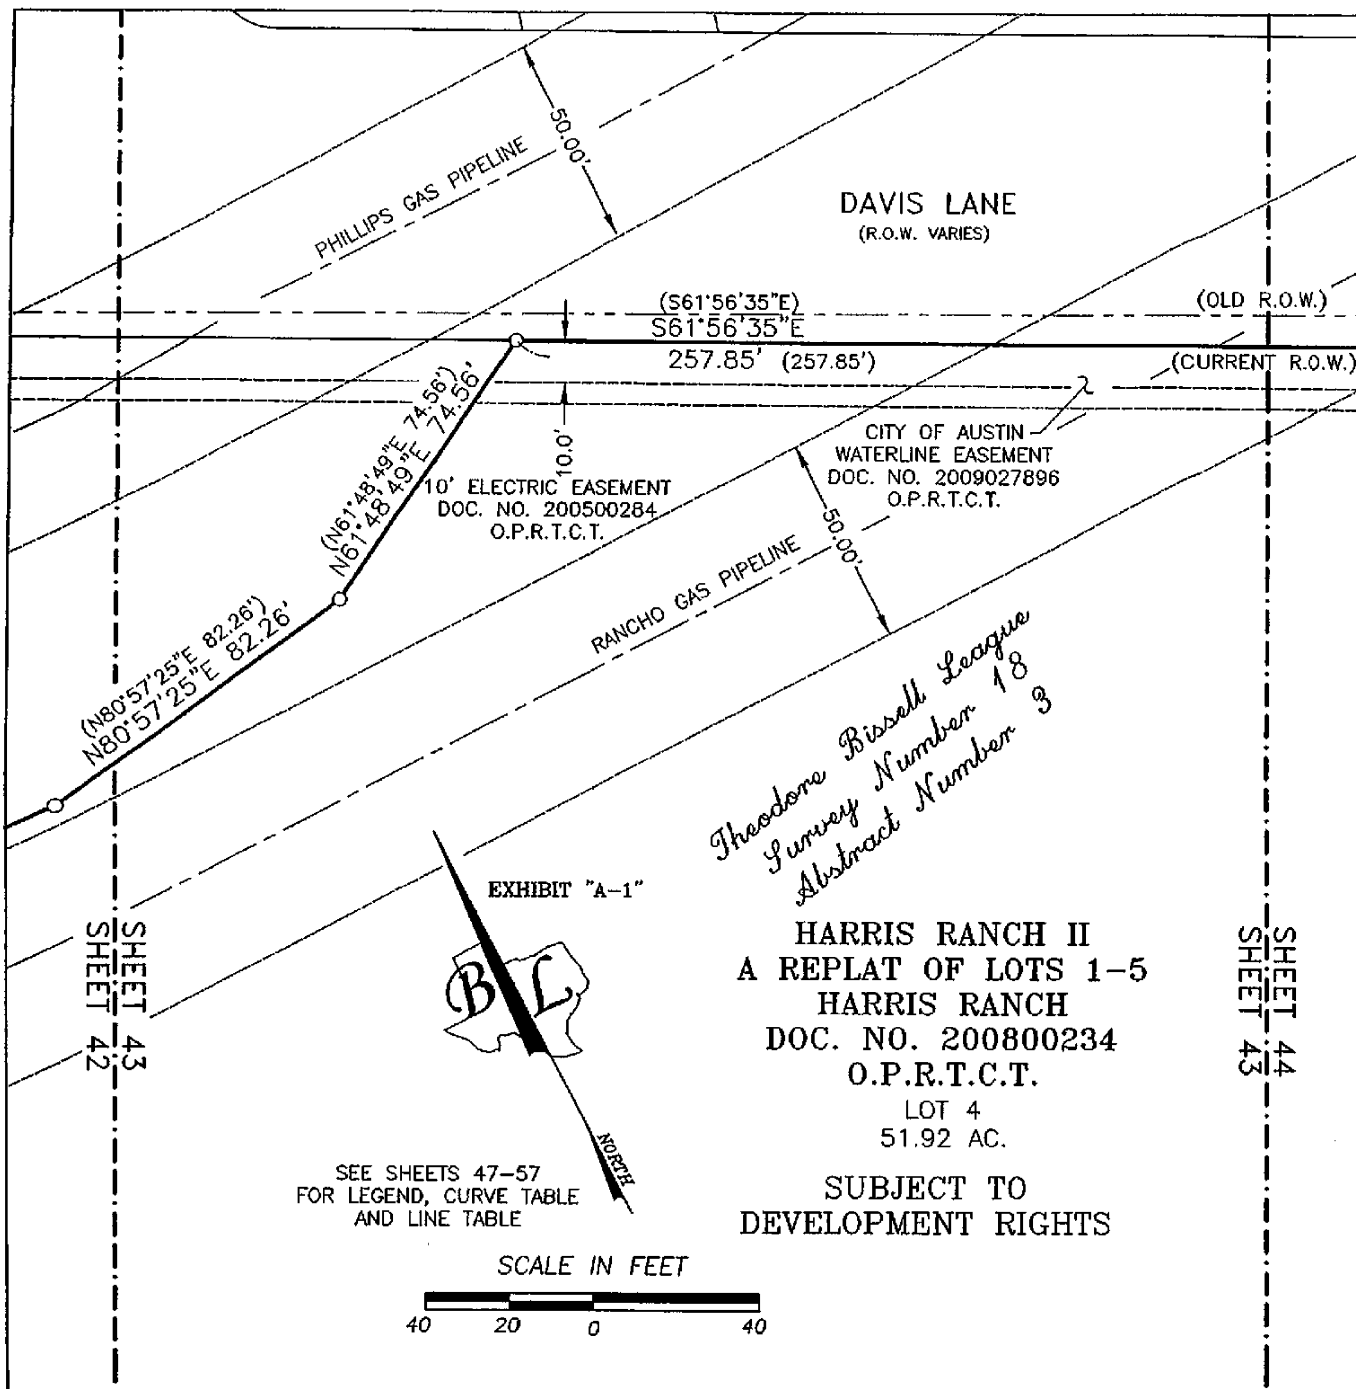 50.00'
PHILLIPS GAS PIPELINE
DAVIS LANE
(R.O.W. VARIES)
(S61°56'35"E)
S61°56'35"E
257.85' (257.85')
(OLD R.O.W.)
(CURRENT R.O.W.)
(N61°48'49"E 74.56')
N61°48'49"E 74.56'
10.0'
10' ELECTRIC EASEMENT
DOC. NO. 200500284
O.P.R.T.C.T.
CITY OF AUSTIN
WATERLINE EASEMENT
DOC. NO. 2009027896
O.P.R.T.C.T.
50.00'
RANCHO GAS PIPELINE
(N80°57'25"E 82.26')
N80°57'25"E 82.26'
Theodore Bissell League
Survey Number 18
Abstract Number 3
EXHIBIT "A-1"
B L
NORTH
SHEET 43
SHEET 42
SHEET 44
SHEET 43
HARRIS RANCH II
A REPLAT OF LOTS 1-5
HARRIS RANCH
DOC. NO. 200800234
O.P.R.T.C.T.
LOT 4
51.92 AC.
SUBJECT TO
DEVELOPMENT RIGHTS
SEE SHEETS 47-57
FOR LEGEND, CURVE TABLE
AND LINE TABLE
SCALE IN FEET
40 20 0 40